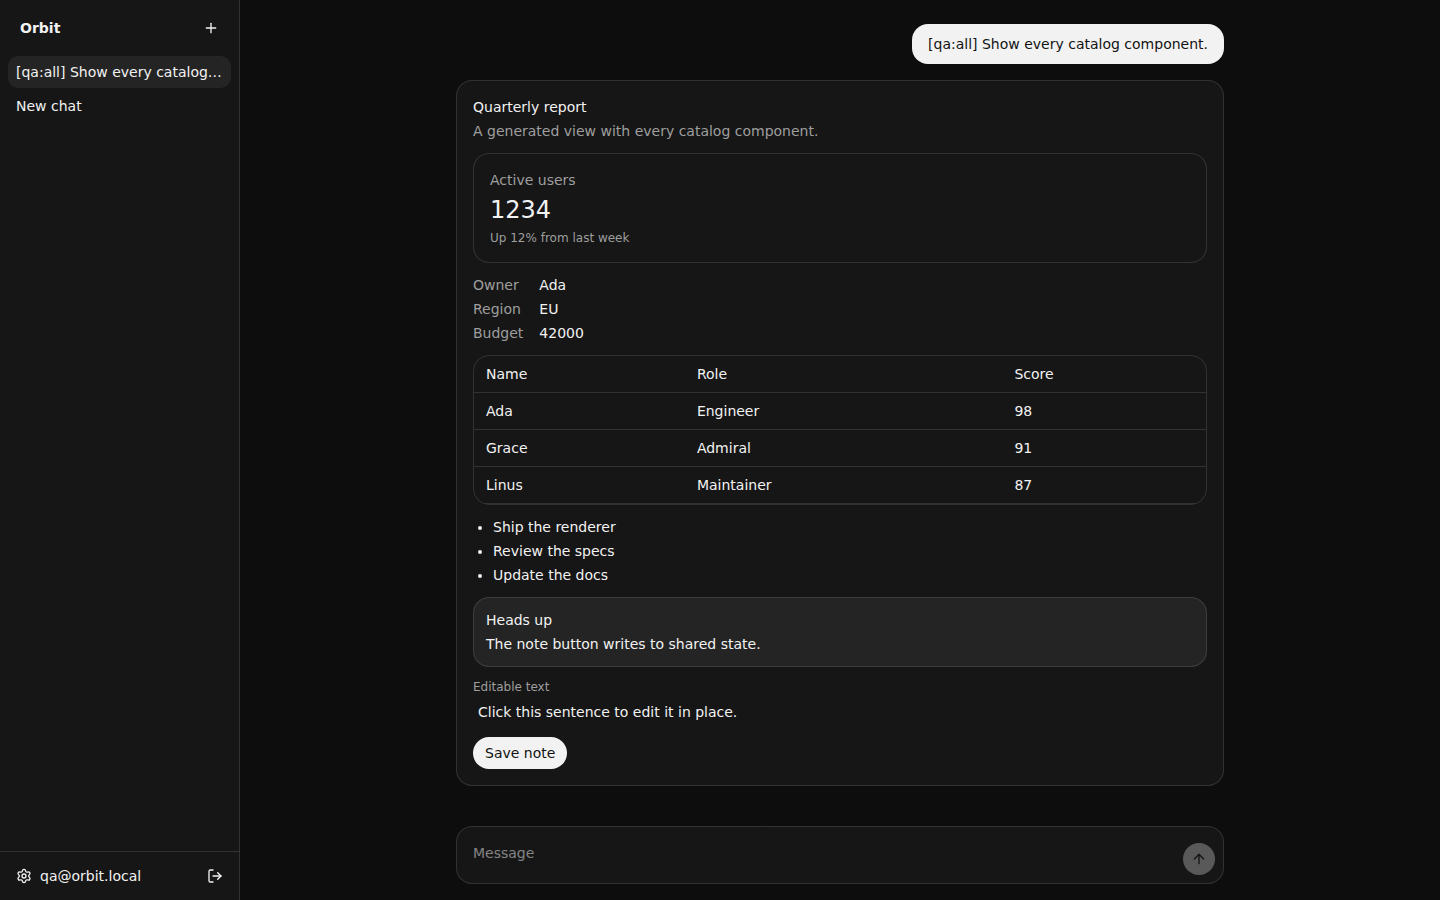 Orbit
[qa:all] Show every catalog...
New chat
[qa:all] Show every catalog component.
Quarterly report
A generated view with every catalog component.
Active users
1234
Up 12% from last week
Owner Ada
Region EU
Budget 42000
Name Role Score
Ada Engineer 98
Grace Admiral 91
Linus Maintainer 87
• Ship the renderer
• Review the specs
• Update the docs
Heads up
The note button writes to shared state.
Editable text
Click this sentence to edit it in place.
Save note
Message
qa@orbit.local